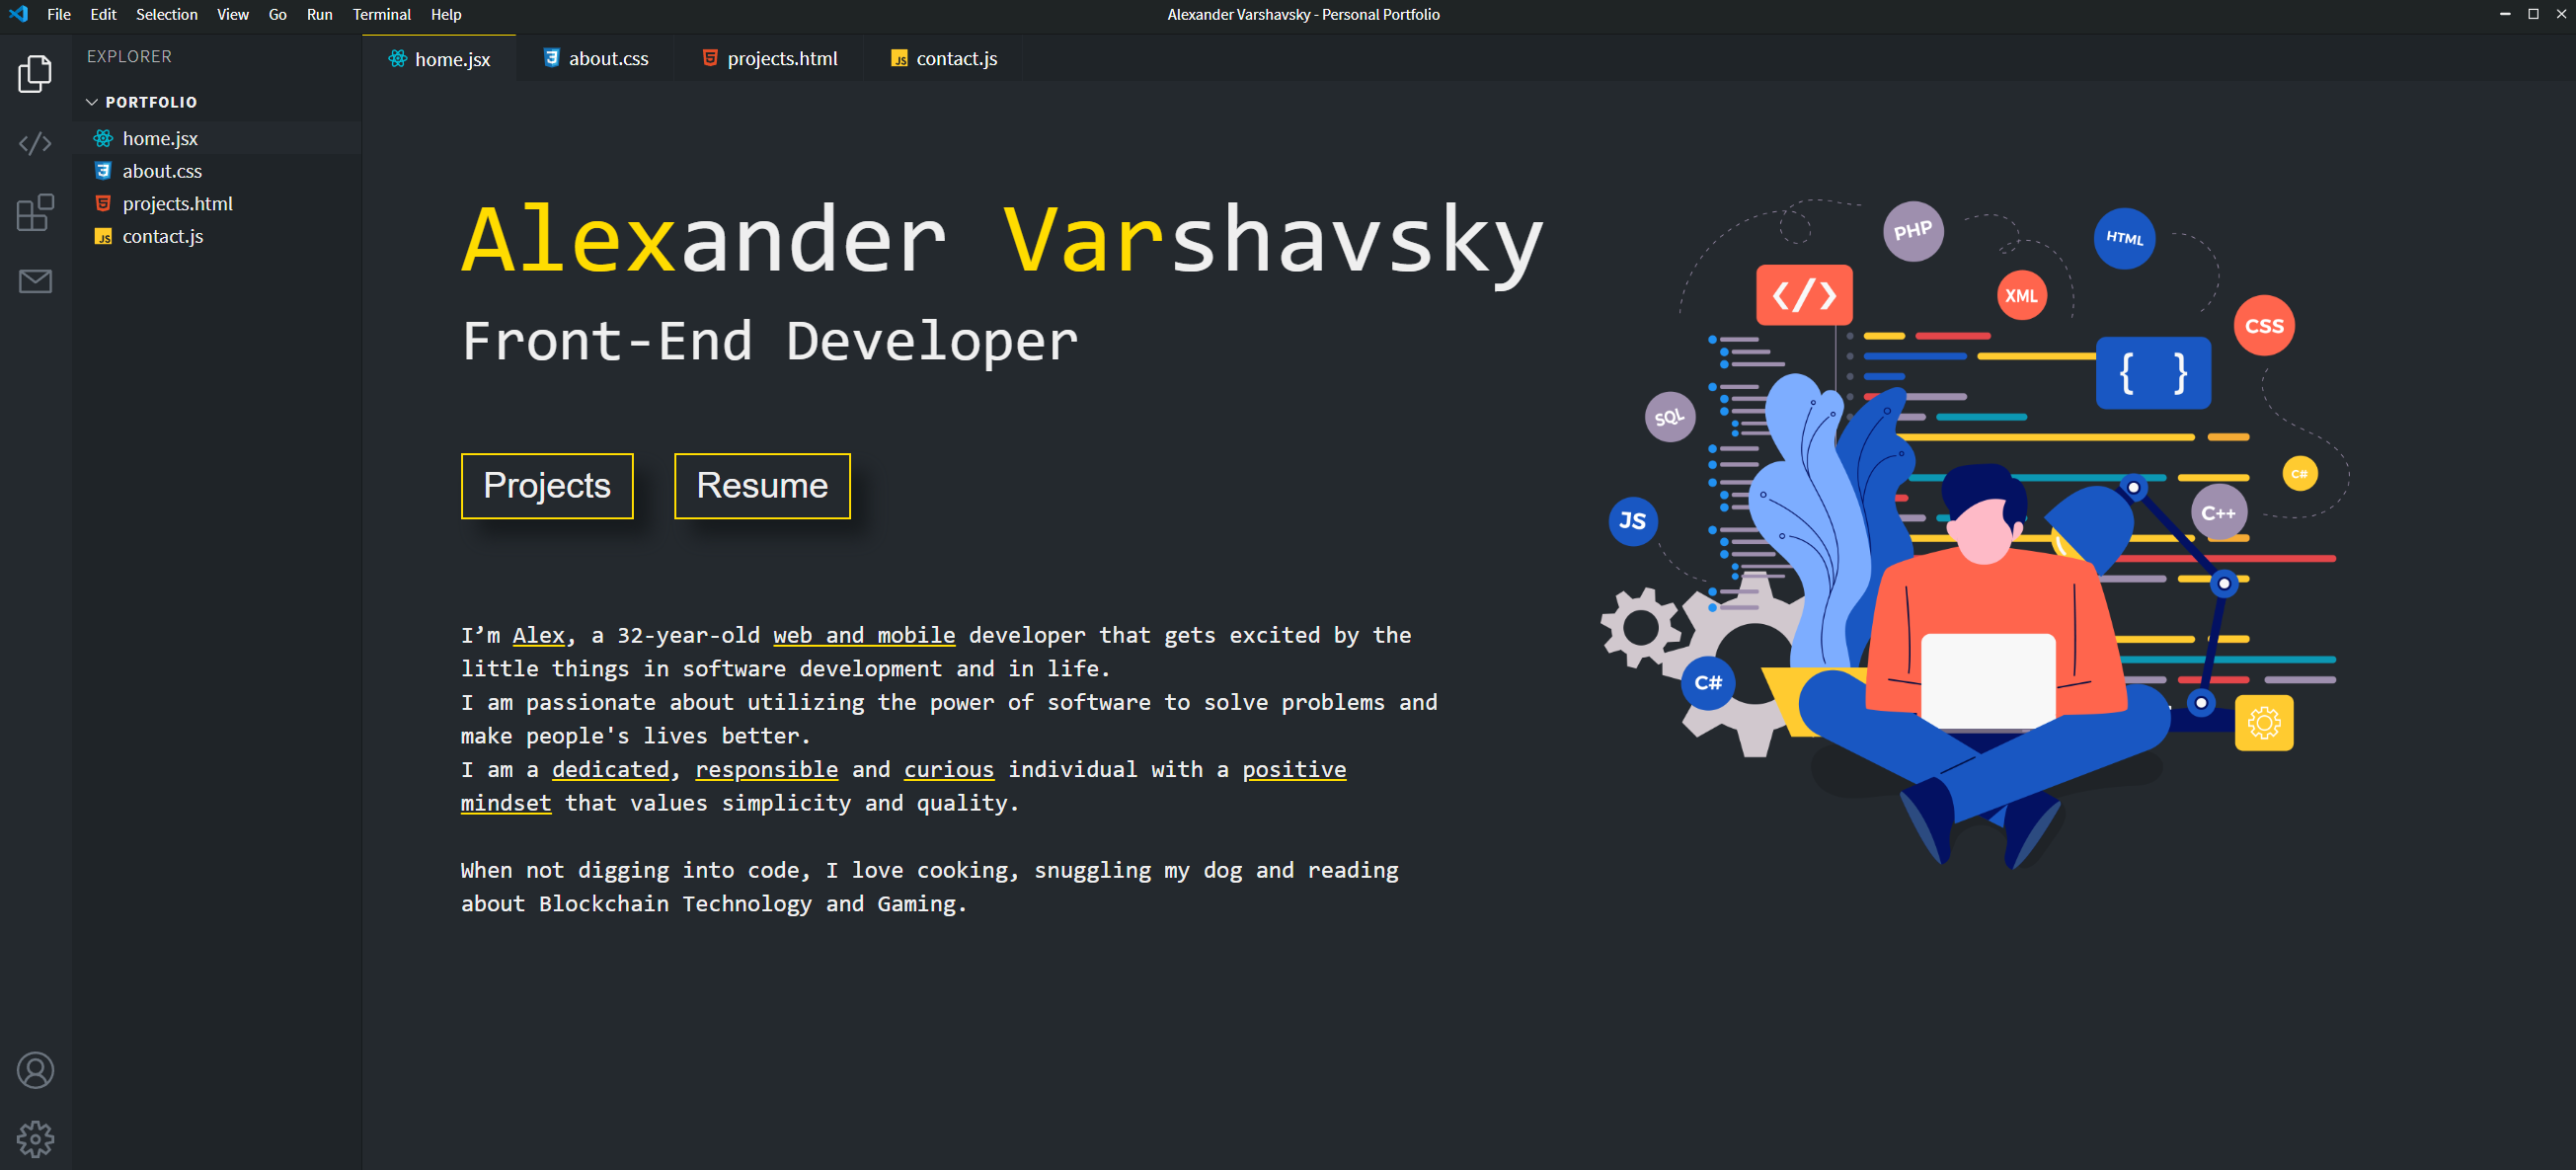 File Edit Selection View Go Run Terminal Help
Alexander Varshavsky - Personal Portfolio
EXPLORER
PORTFOLIO
home.jsx
about.css
projects.html
contact.js
home.jsx
about.css
projects.html
contact.js
Alexander Varshavsky
Front-End Developer
Projects
Resume
I’m Alex, a 32-year-old web and mobile developer that gets excited by the
little things in software development and in life.
I am passionate about utilizing the power of software to solve problems and
make people's lives better.
I am a dedicated, responsible and curious individual with a positive
mindset that values simplicity and quality.
When not digging into code, I love cooking, snuggling my dog and reading
about Blockchain Technology and Gaming.
PHP
HTML
</>
XML
CSS
{ }
SQL
C#
C++
JS
C#